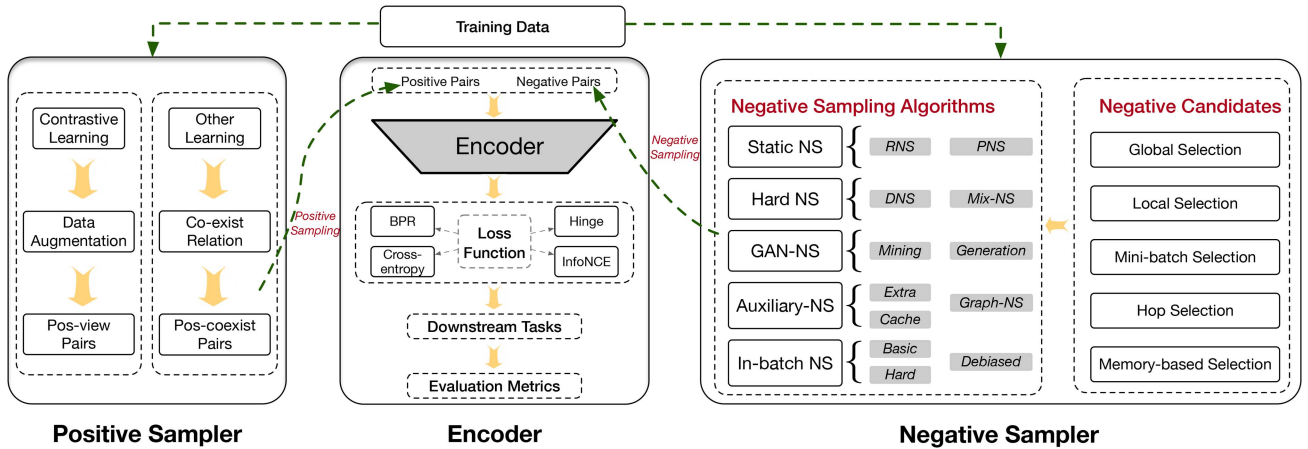 Training Data
Contrastive
Learning
Data
Augmentation
Pos-view
Pairs
Other
Learning
Co-exist
Relation
Pos-coexist
Pairs
Positive
Sampling
Positive Sampler
Positive Pairs
Negative Pairs
Encoder
BPR
Cross-
entropy
Loss
Function
Hinge
InfoNCE
Downstream Tasks
Evaluation Metrics
Encoder
Negative
Sampling
Negative Sampling Algorithms
Static NS
RNS
PNS
Hard NS
DNS
Mix-NS
GAN-NS
Mining
Generation
Auxiliary-NS
Extra
Cache
Graph-NS
In-batch NS
Basic
Hard
Debiased
Negative Candidates
Global Selection
Local Selection
Mini-batch Selection
Hop Selection
Memory-based Selection
Negative Sampler